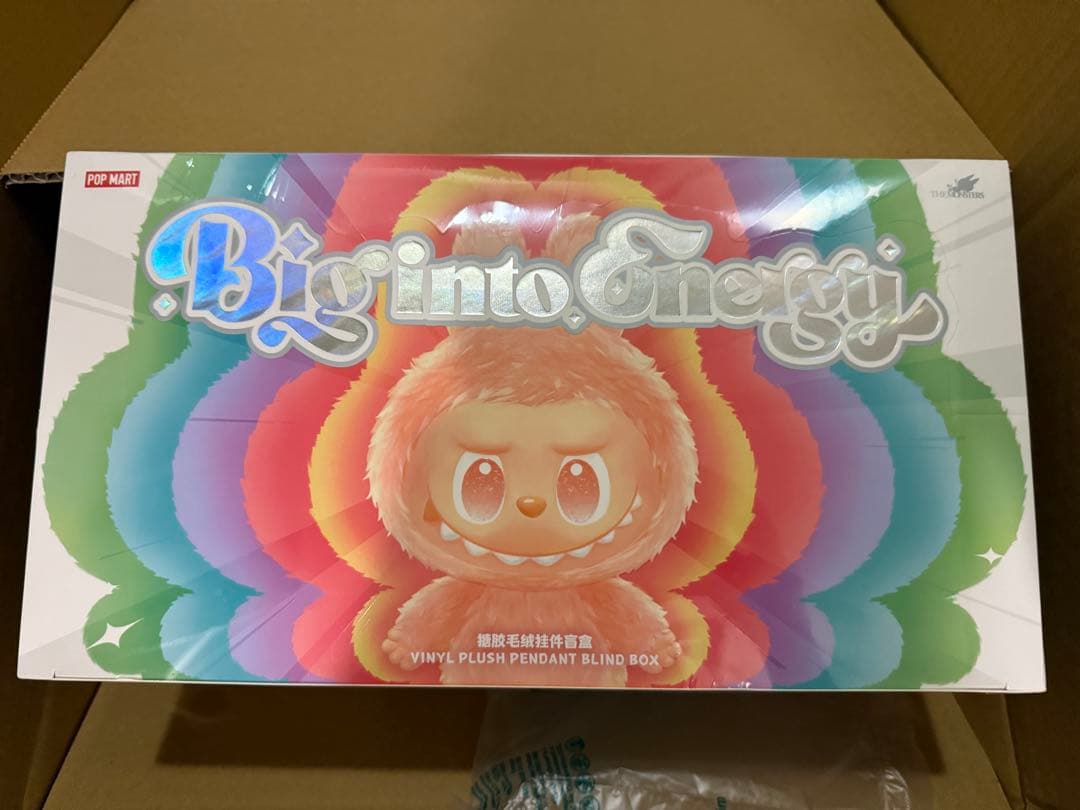 POP MART
THE MONSTERS
Big into Energy
搪胶毛绒挂件盲盒
VINYL PLUSH PENDANT BLIND BOX